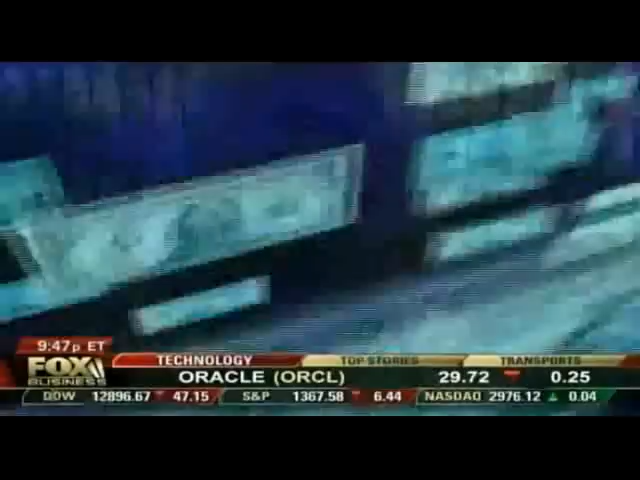 9:47p ET
FOX
BUSINESS
TECHNOLOGY TOP STORIES TRANSPORTS
ORACLE (ORCL) 29.72 0.25
DOW 12896.67 47.15 S&P 1367.58 6.44 NASDAQ 2976.12 0.04